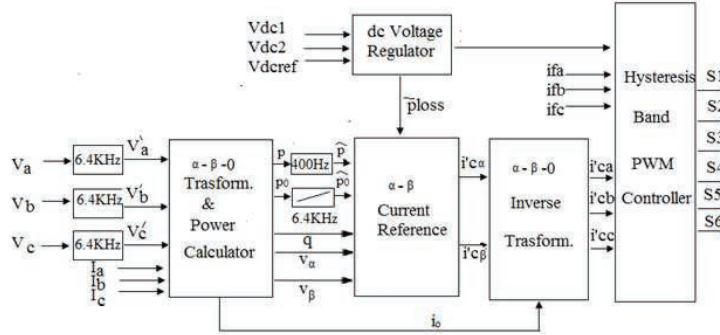 Vdc1
Vdc2
Vdcref
dc Voltage
Regulator
p̃loss
ifa
ifb
ifc
Hysteresis
Band
PWM
Controller
S1
S2
S3
S4
S5
S6
Va
Vb
Vc
6.4KHz
6.4KHz
6.4KHz
V'a
V'b
V'c
Ia
Ib
Ic
α - β -0
Trasform.
&
Power
Calculator
p
400Hz
p̃
p0
6.4KHz
p̃0
q
vα
vβ
α - β
Current
Reference
i'cα
i'cβ
α - β -0
Inverse
Trasform.
i'ca
i'cb
i'cc
io